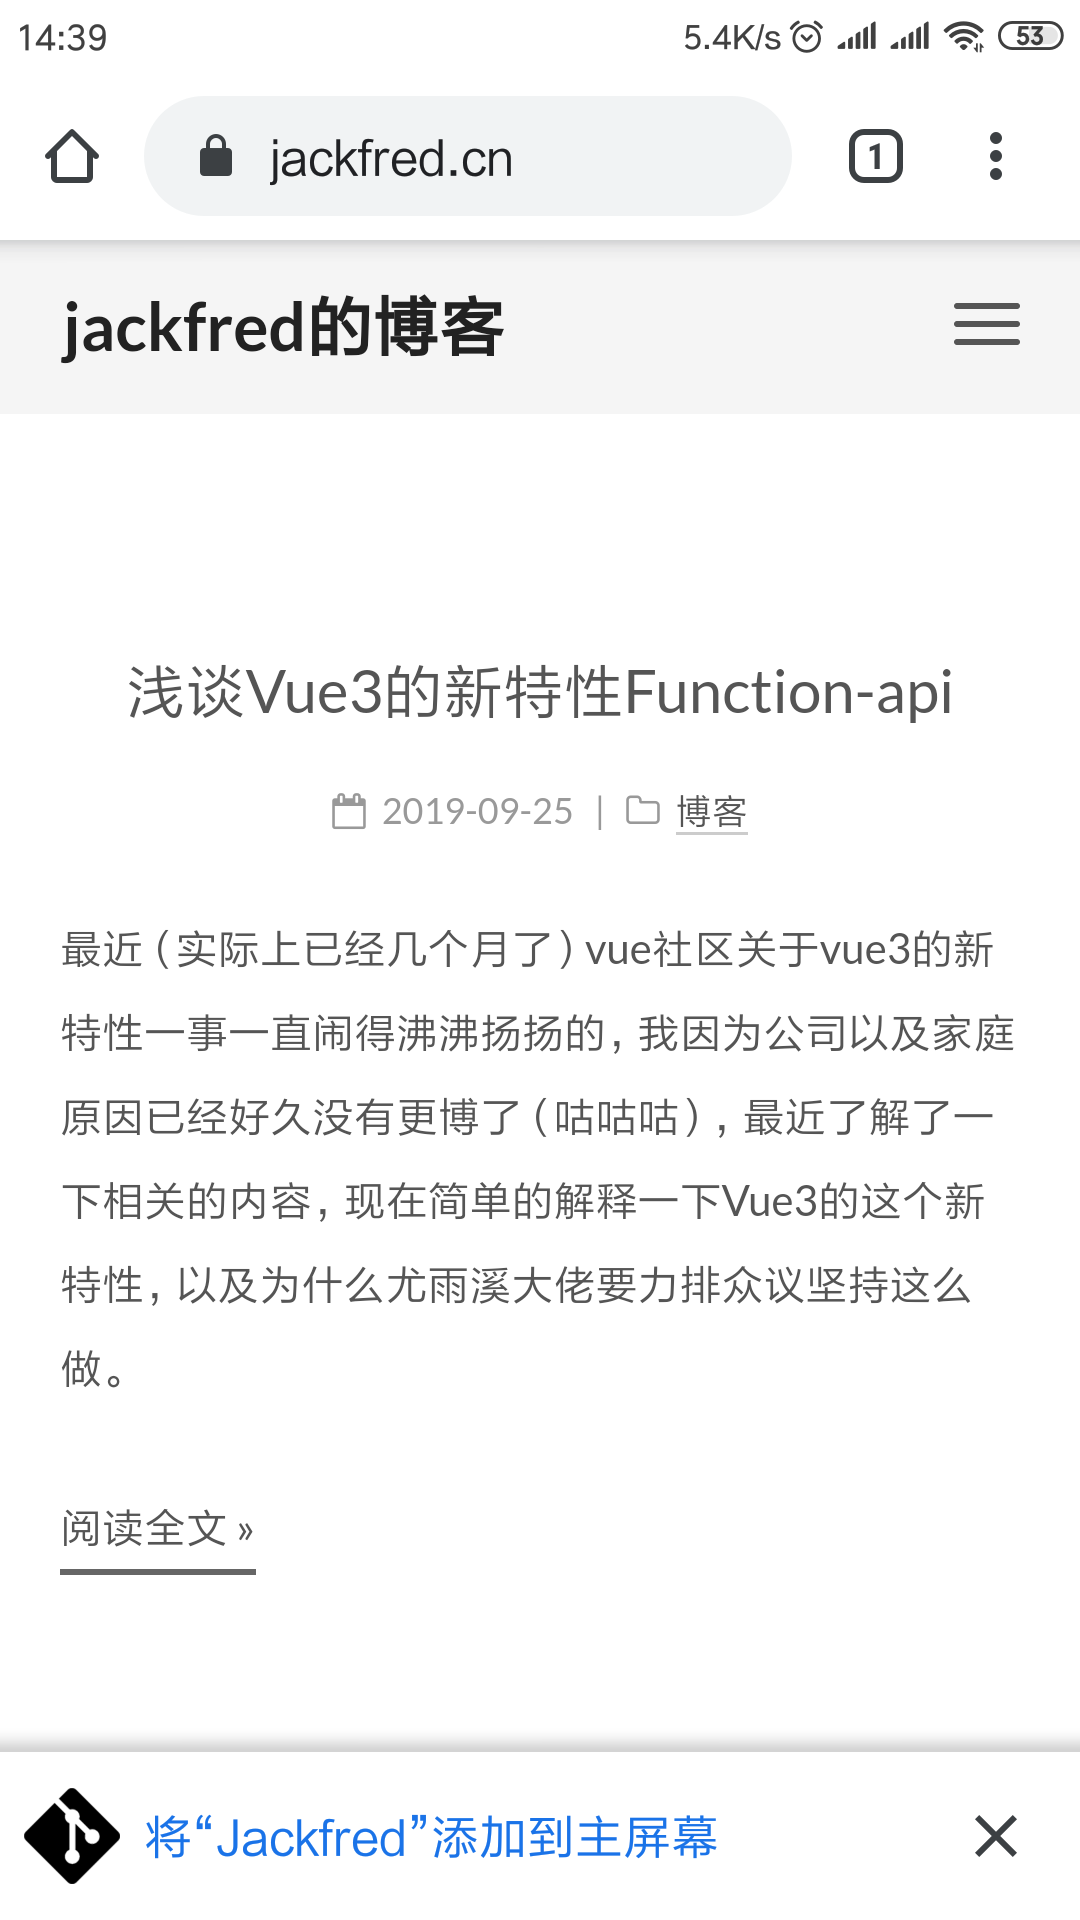 14:39
5.4K/s
53
jackfred.cn
1
jackfred的博客
浅谈Vue3的新特性Function-api
2019-09-25 | 博客
最近（实际上已经几个月了）vue社区关于vue3的新
特性一事一直闹得沸沸扬扬的，我因为公司以及家庭
原因已经好久没有更博了（咕咕咕），最近了解了一
下相关的内容，现在简单的解释一下Vue3的这个新
特性，以及为什么尤雨溪大佬要力排众议坚持这么
做。
阅读全文 »
将“Jackfred”添加到主屏幕